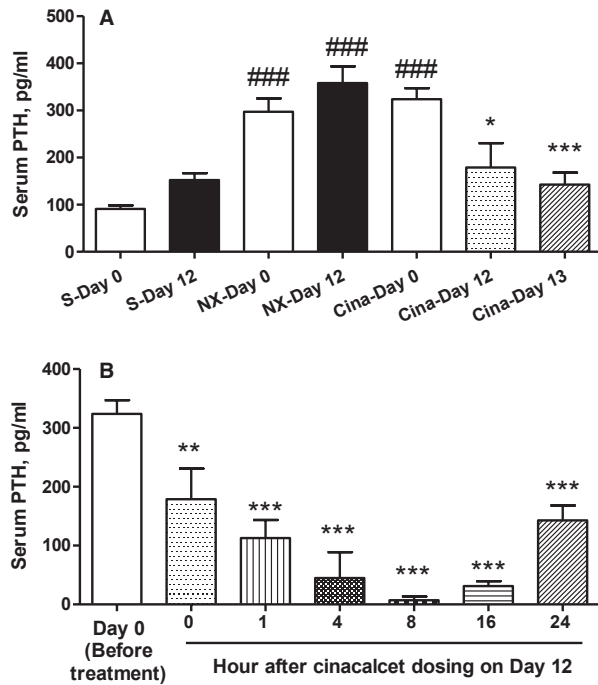 A
Serum PTH, pg/ml
500
400
300
200
100
0
###
###
###
*
***
S-Day 0
S-Day 12
NX-Day 0
NX-Day 12
Cina-Day 0
Cina-Day 12
Cina-Day 13
B
Serum PTH, pg/ml
400
300
200
100
0
**
***
***
***
***
***
Day 0
(Before
treatment)
0 1 4 8 16 24
Hour after cinacalcet dosing on Day 12